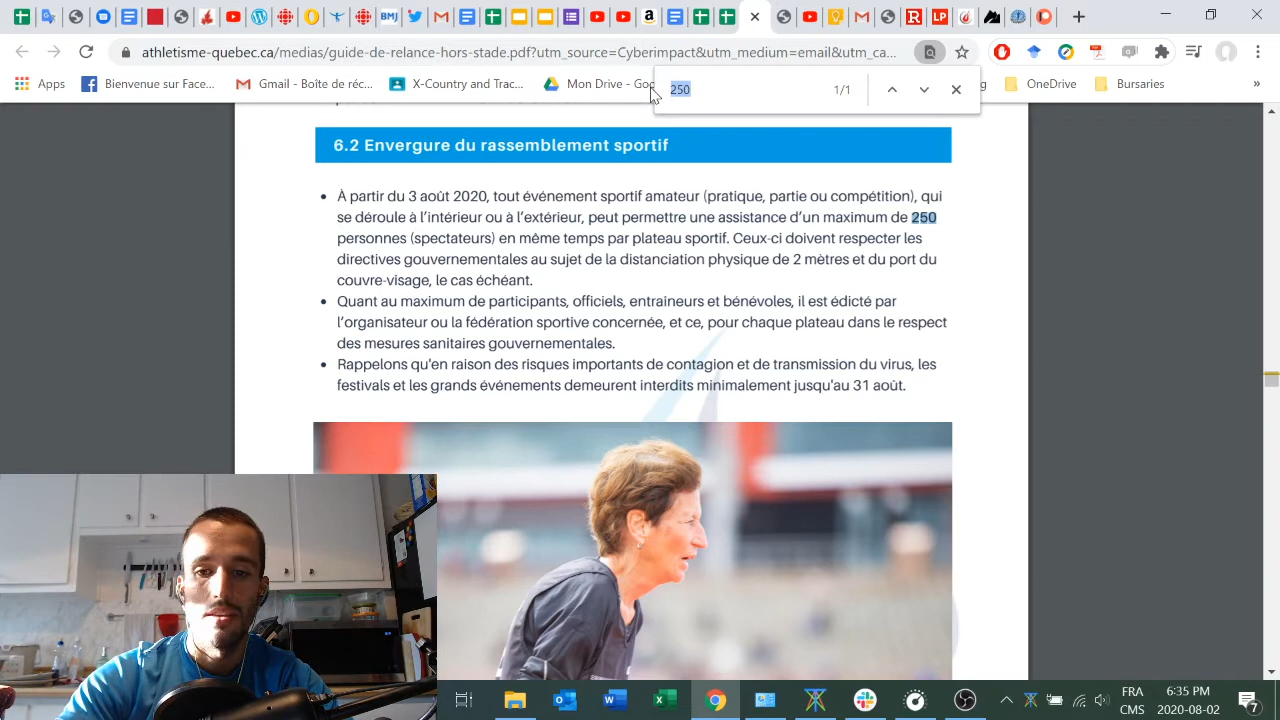 athletisme-quebec.ca/medias/guide-de-relance-hors-stade.pdf?utm_source=Cyberimpact&utm_medium=email&utm_ca...
Apps
Bienvenue sur Face...
Gmail - Boîte de réc...
X-Country and Trac...
Mon Drive - Goo
OneDrive
Bursaries
»
250
1/1
6.2 Envergure du rassemblement sportif
• À partir du 3 août 2020, tout événement sportif amateur (pratique, partie ou compétition), qui
se déroule à l'intérieur ou à l'extérieur, peut permettre une assistance d'un maximum de 250
personnes (spectateurs) en même temps par plateau sportif. Ceux-ci doivent respecter les
directives gouvernementales au sujet de la distanciation physique de 2 mètres et du port du
couvre-visage, le cas échéant.
• Quant au maximum de participants, officiels, entraineurs et bénévoles, il est édicté par
l'organisateur ou la fédération sportive concernée, et ce, pour chaque plateau dans le respect
des mesures sanitaires gouvernementales.
• Rappelons qu'en raison des risques importants de contagion et de transmission du virus, les
festivals et les grands événements demeurent interdits minimalement jusqu'au 31 août.
FRA
CMS
6:35 PM
2020-08-02
7